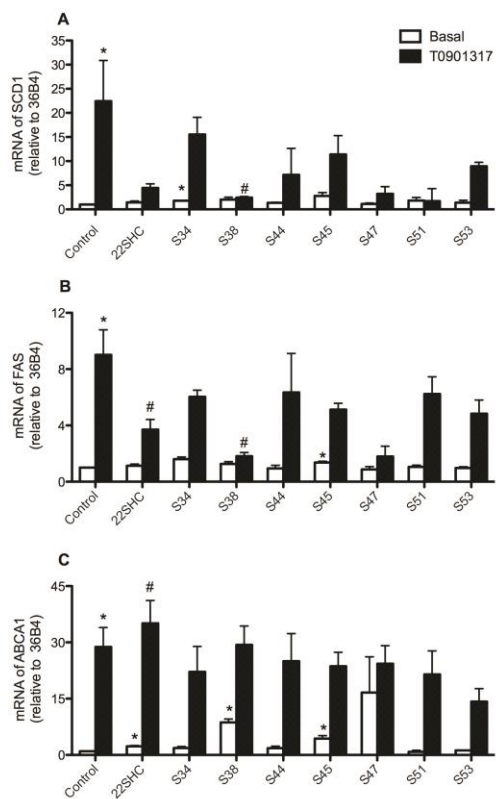 A
Basal
T0901317
mRNA of SCD1
(relative to 36B4)
35
30
25
20
15
10
5
0
*
*
#
Control
22SHC
S34
S38
S44
S45
S47
S51
S53
B
mRNA of FAS
(relative to 36B4)
12
8
4
0
*
#
#
*
Control
22SHC
S34
S38
S44
S45
S47
S51
S53
C
mRNA of ABCA1
(relative to 36B4)
45
30
15
0
*
*
#
*
*
Control
22SHC
S34
S38
S44
S45
S47
S51
S53